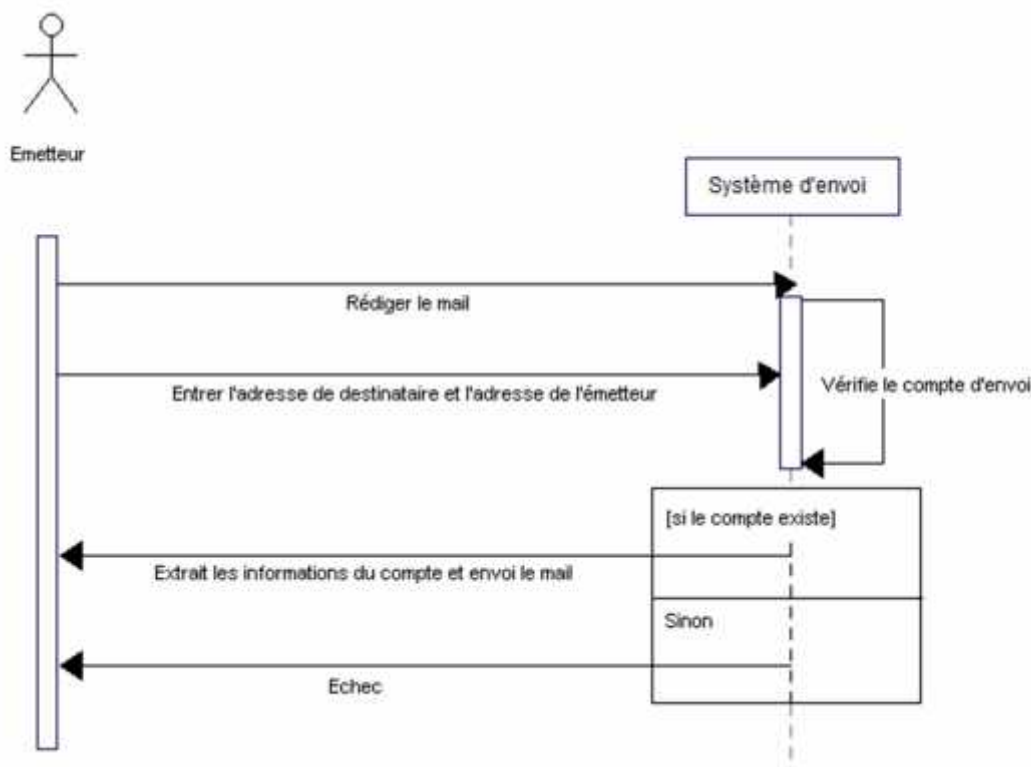 Emetteur
Système d'envoi
Rédiger le mail
Entrer l'adresse de destinataire et l'adresse de l'émetteur
Vérifie le compte d'envoi
[si le compte existe]
Extrait les informations du compte et envoi le mail
Sinon
Echec